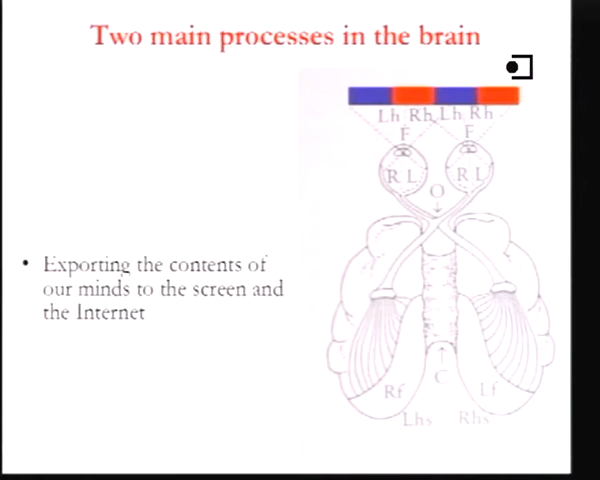 Two main processes in the brain
Lh Rh Lh Rh
F F
R L R L
O
• Exporting the contents of
our minds to the screen and
the Internet
C
Rf Lf
Lhs Rhs